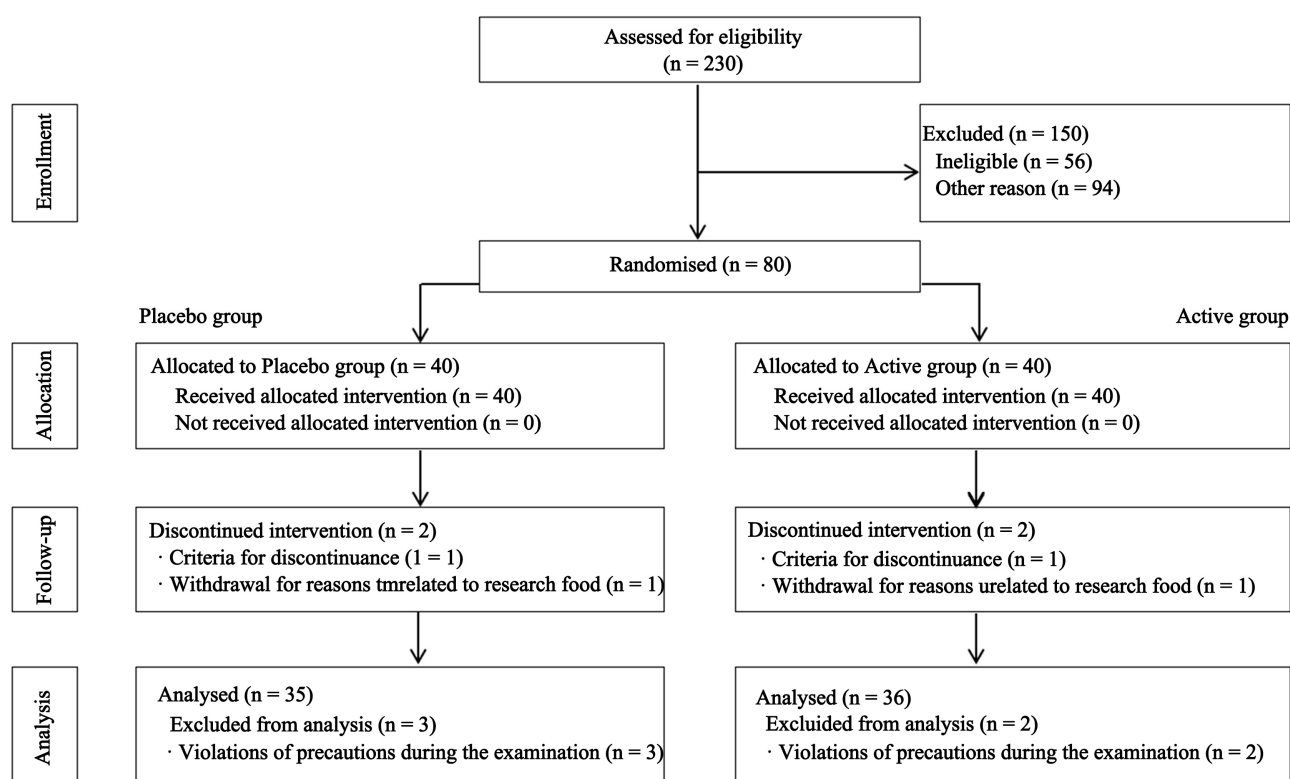 Assessed for eligibility
(n = 230)
Enrollment
Excluded (n = 150)
Ineligible (n = 56)
Other reason (n = 94)
Randomised (n = 80)
Placebo group
Active group
Allocation
Allocated to Placebo group (n = 40)
Received allocated intervention (n = 40)
Not received allocated intervention (n = 0)
Allocated to Active group (n = 40)
Received allocated intervention (n = 40)
Not received allocated intervention (n = 0)
Follow-up
Discontinued intervention (n = 2)
· Criteria for discontinuance (1 = 1)
· Withdrawal for reasons tmrelated to research food (n = 1)
Discontinued intervention (n = 2)
· Criteria for discontinuance (n = 1)
· Withdrawal for reasons urelated to research food (n = 1)
Analysis
Analysed (n = 35)
Excluded from analysis (n = 3)
· Violations of precautions during the examination (n = 3)
Analysed (n = 36)
Excluided from analysis (n = 2)
· Violations of precautions during the examination (n = 2)